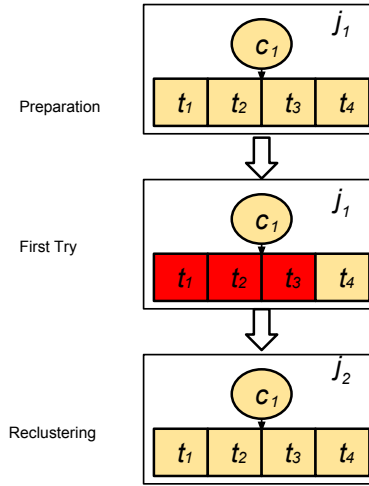 j1
c1
Preparation
t1 t2 t3 t4
j1
c1
First Try
t1 t2 t3 t4
j2
c1
Reclustering
t1 t2 t3 t4